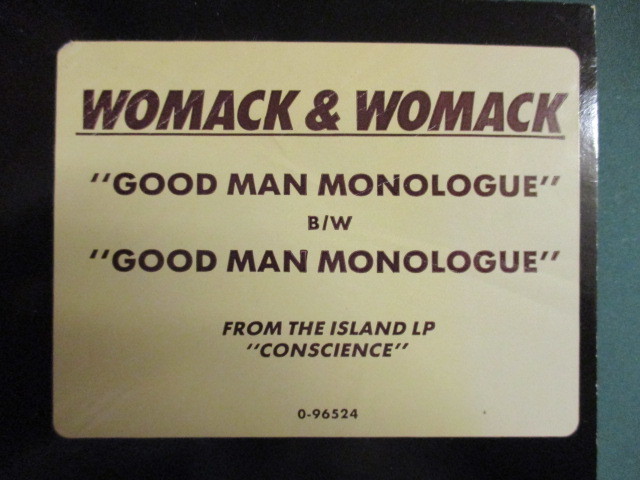 WOMACK & WOMACK
"GOOD MAN MONOLOGUE"
B/W
"GOOD MAN MONOLOGUE"
FROM THE ISLAND LP
"CONSCIENCE"
0-96524